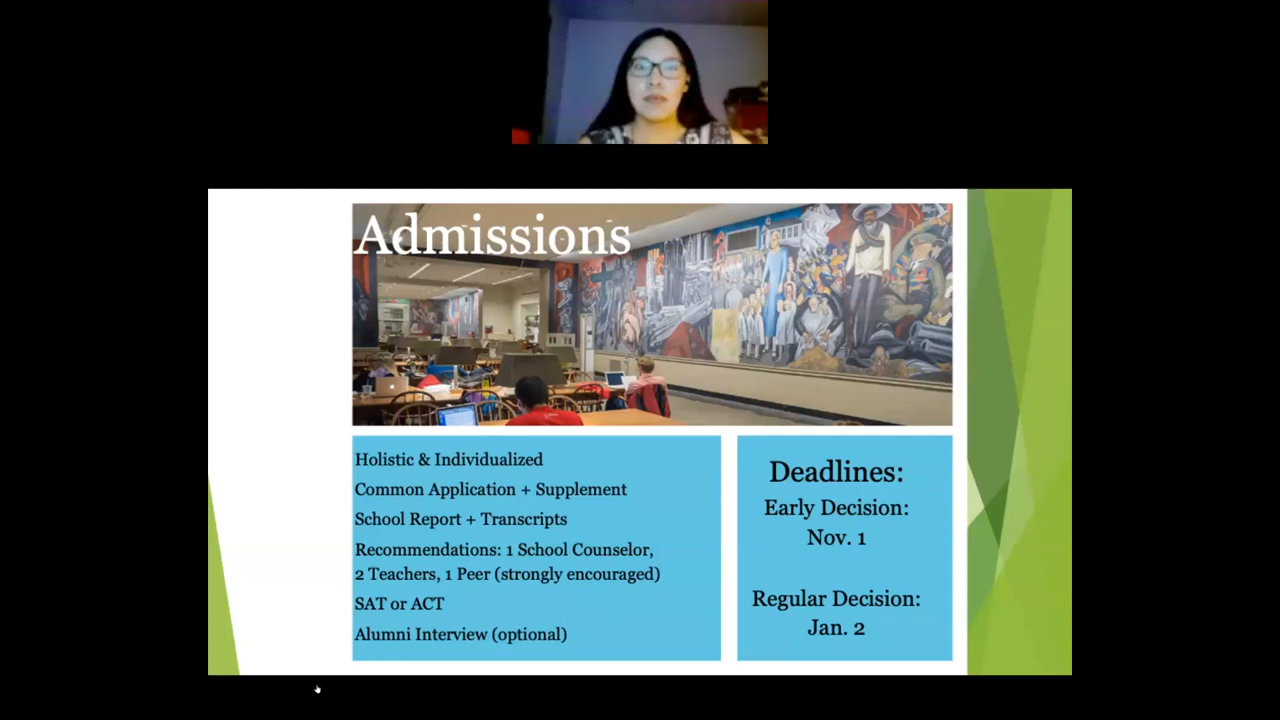 Admissions
Holistic & Individualized
Common Application + Supplement
School Report + Transcripts
Recommendations: 1 School Counselor,
2 Teachers, 1 Peer (strongly encouraged)
SAT or ACT
Alumni Interview (optional)
Deadlines:
Early Decision:
Nov. 1
Regular Decision:
Jan. 2